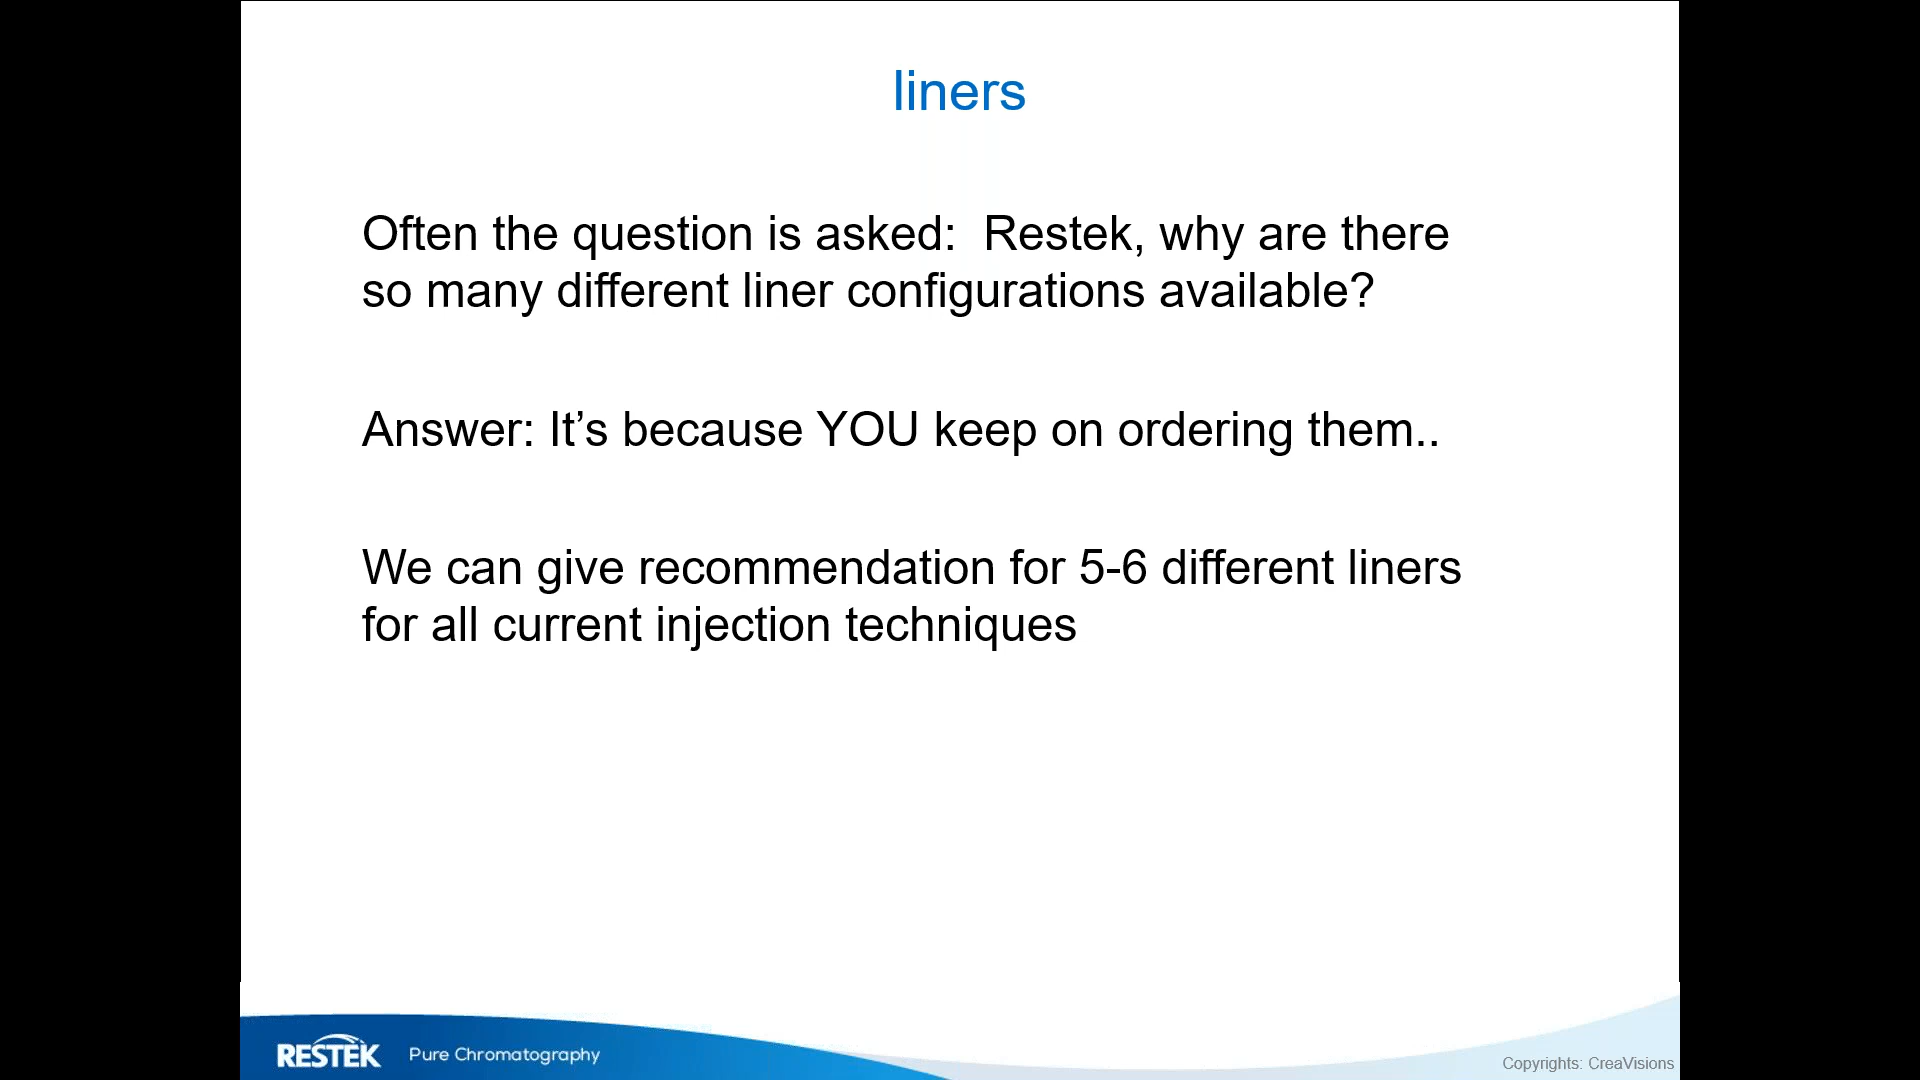 liners
Often the question is asked:  Restek, why are there
so many different liner configurations available?
Answer: It’s because YOU keep on ordering them..
We can give recommendation for 5-6 different liners
for all current injection techniques
RESTEK Pure Chromatography
Copyrights: CreaVisions